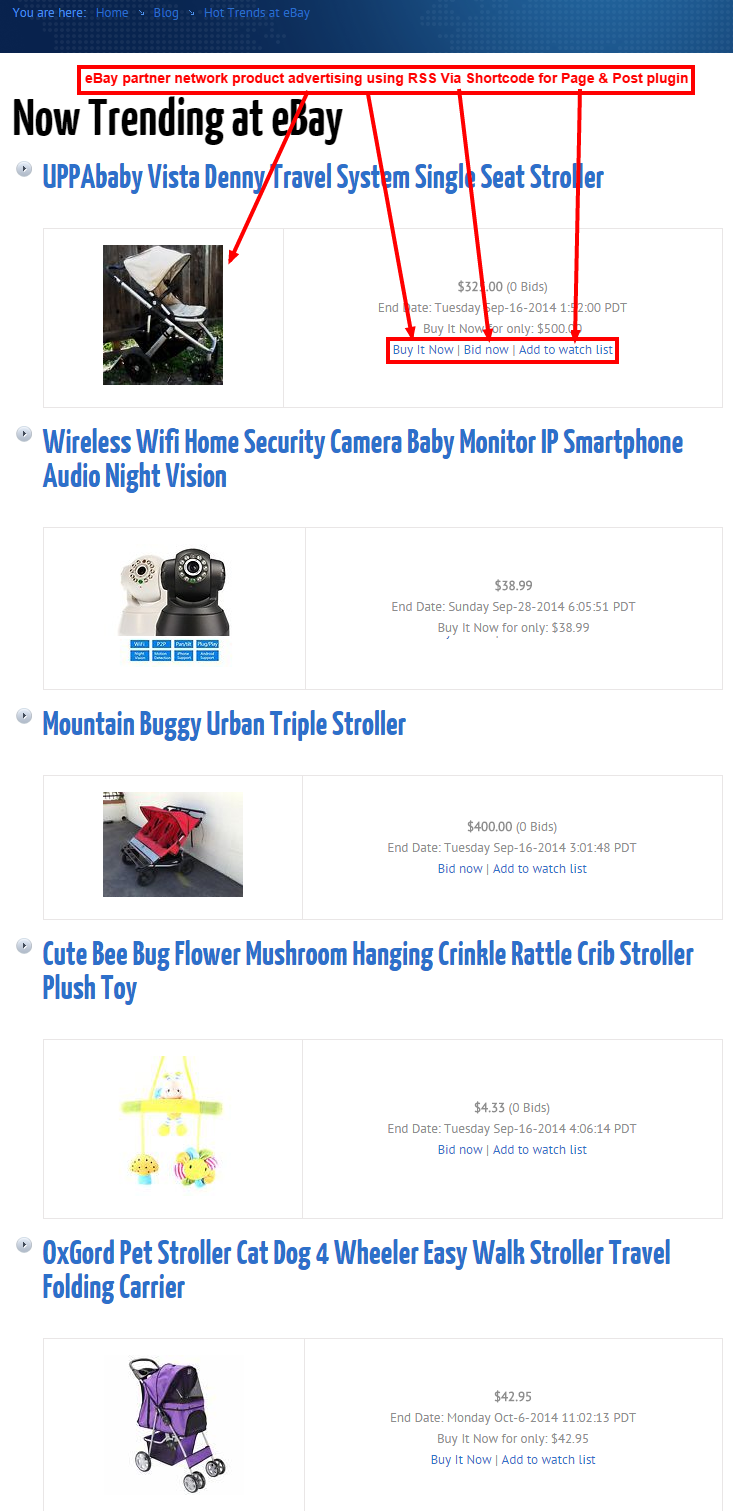 You are here: Home Blog Hot Trends at eBay
eBay partner network product advertising using RSS Via Shortcode for Page & Post plugin
Now Trending at eBay
UPPAbaby Vista Denny Travel System Single Seat Stroller
$325.00 (0 Bids)
End Date: Tuesday Sep-16-2014 1:52:00 PDT
Buy It Now for only: $500.00
Buy It Now | Bid now | Add to watch list
Wireless Wifi Home Security Camera Baby Monitor IP Smartphone
Audio Night Vision
WiFi P2P Pan/tilt Plug/Play
Night Vision Motion Detection iPhone Support Android Support
$38.99
End Date: Sunday Sep-28-2014 6:05:51 PDT
Buy It Now for only: $38.99
Mountain Buggy Urban Triple Stroller
$400.00 (0 Bids)
End Date: Tuesday Sep-16-2014 3:01:48 PDT
Bid now | Add to watch list
Cute Bee Bug Flower Mushroom Hanging Crinkle Rattle Crib Stroller
Plush Toy
$4.33 (0 Bids)
End Date: Tuesday Sep-16-2014 4:06:14 PDT
Bid now | Add to watch list
OxGord Pet Stroller Cat Dog 4 Wheeler Easy Walk Stroller Travel
Folding Carrier
$42.95
End Date: Monday Oct-6-2014 11:02:13 PDT
Buy It Now for only: $42.95
Buy It Now | Add to watch list